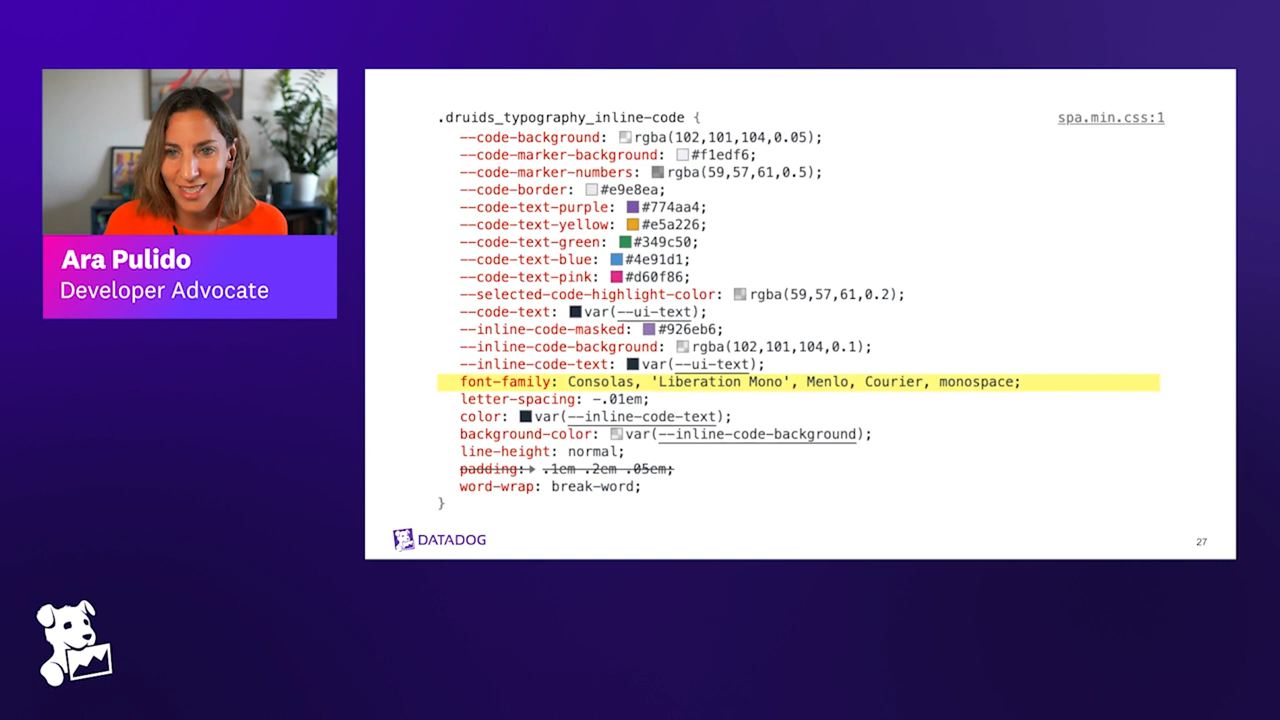 Ara Pulido
Developer Advocate
.druids_typography_inline-code {
spa.min.css:1
--code-background: rgba(102,101,104,0.05);
--code-marker-background: #f1edf6;
--code-marker-numbers: rgba(59,57,61,0.5);
--code-border: #e9e8ea;
--code-text-purple: #774aa4;
--code-text-yellow: #e5a226;
--code-text-green: #349c50;
--code-text-blue: #4e91d1;
--code-text-pink: #d60f86;
--selected-code-highlight-color: rgba(59,57,61,0.2);
--code-text: var(--ui-text);
--inline-code-masked: #926eb6;
--inline-code-background: rgba(102,101,104,0.1);
--inline-code-text: var(--ui-text);
font-family: Consolas, 'Liberation Mono', Menlo, Courier, monospace;
letter-spacing: -.01em;
color: var(--inline-code-text);
background-color: var(--inline-code-background);
line-height: normal;
padding: .1em .2em .05em;
word-wrap: break-word;
}
DATADOG
27